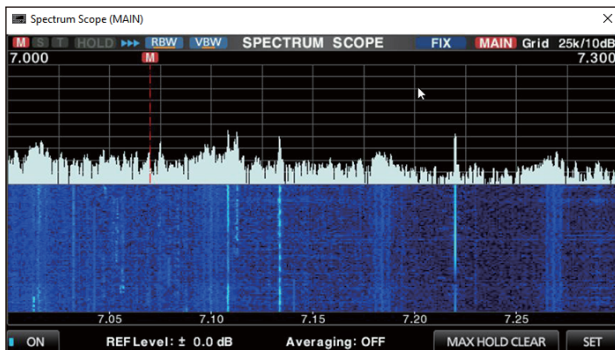 Spectrum Scope (MAIN)
M S T HOLD RBW VBW SPECTRUM SCOPE FIX MAIN Grid 25k/10dB
7.000 M 7.300
7.05 7.10 7.15 7.20 7.25
ON REF Level: ± 0.0 dB Averaging: OFF MAX HOLD CLEAR SET